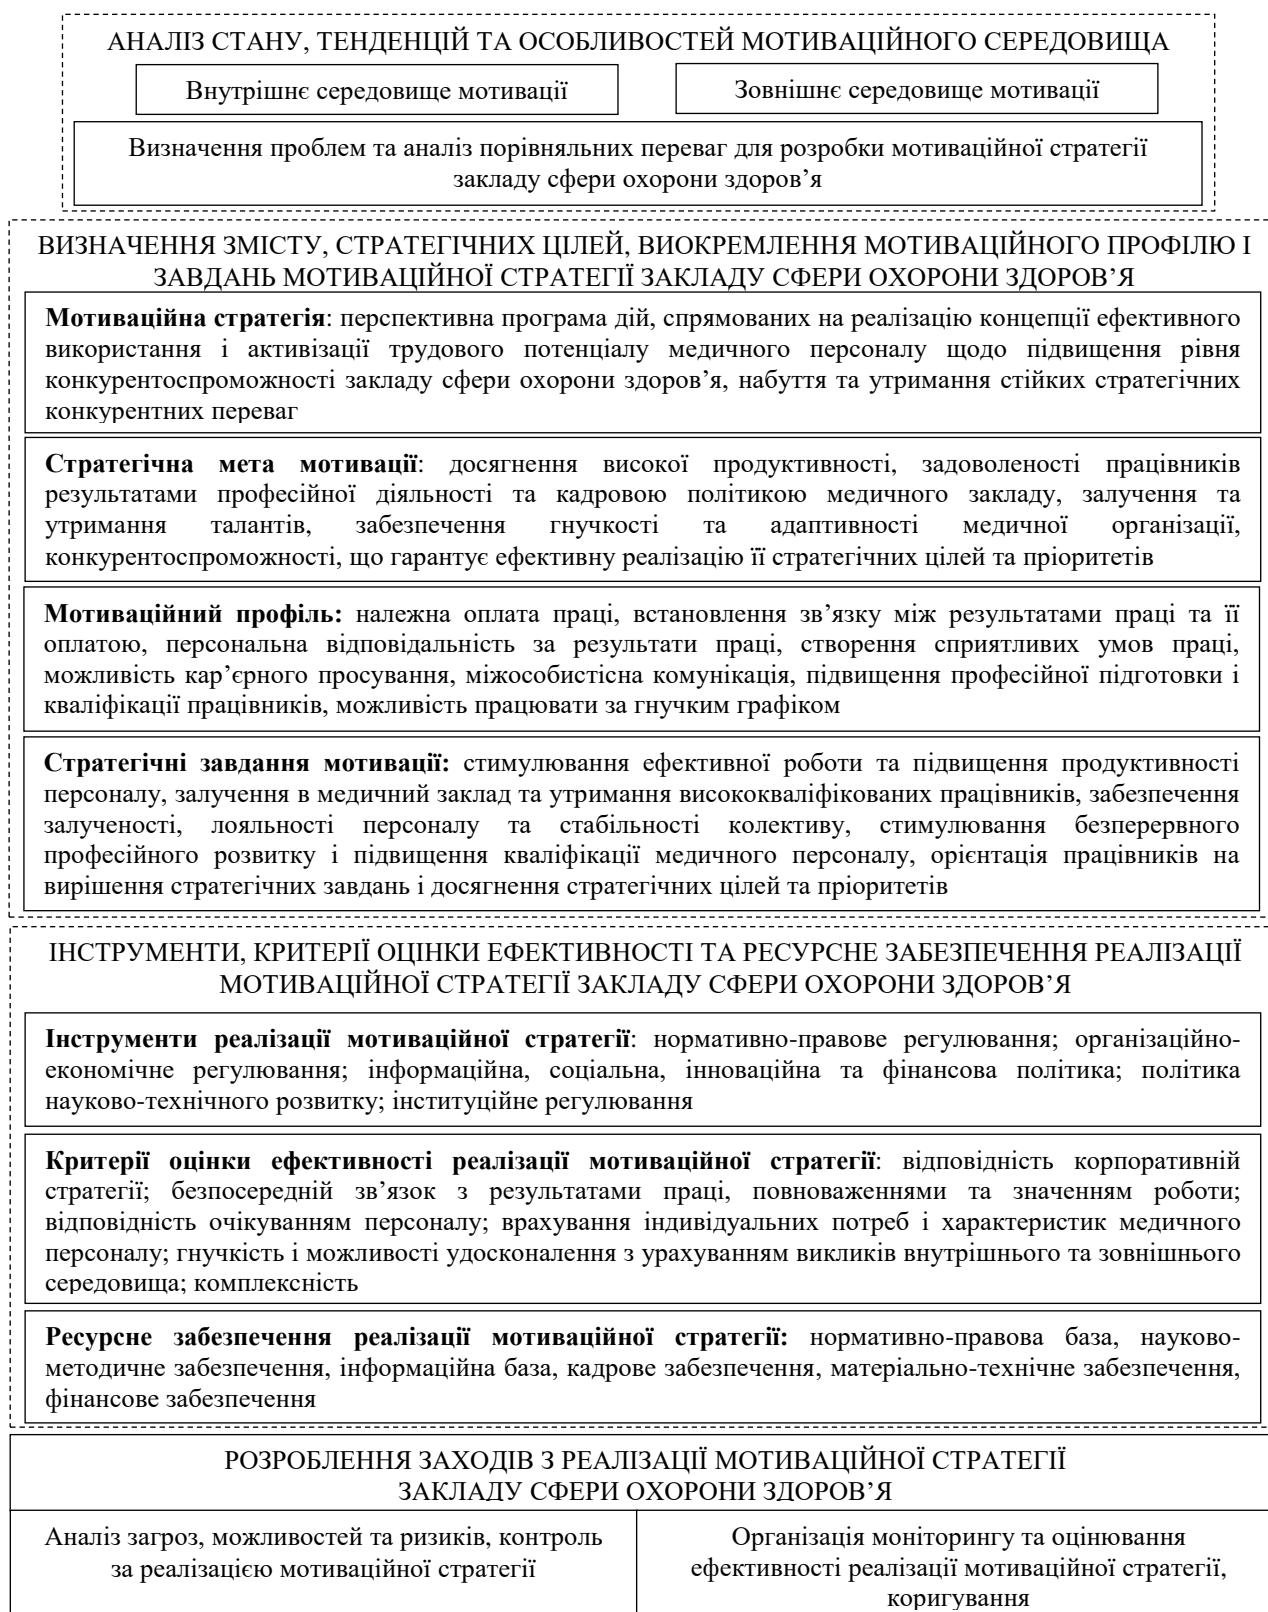 АНАЛІЗ СТАНУ, ТЕНДЕНЦІЙ ТА ОСОБЛИВОСТЕЙ МОТИВАЦІЙНОГО СЕРЕДОВИЩА
Внутрішнє середовище мотивації
Зовнішнє середовище мотивації
Визначення проблем та аналіз порівняльних переваг для розробки мотиваційної стратегії
закладу сфери охорони здоров’я
ВИЗНАЧЕННЯ ЗМІСТУ, СТРАТЕГІЧНИХ ЦІЛЕЙ, ВИОКРЕМЛЕННЯ МОТИВАЦІЙНОГО ПРОФІЛЮ І
ЗАВДАНЬ МОТИВАЦІЙНОЇ СТРАТЕГІЇ ЗАКЛАДУ СФЕРИ ОХОРОНИ ЗДОРОВ’Я
Мотиваційна стратегія: перспективна програма дій, спрямованих на реалізацію концепції ефективного
використання і активізації трудового потенціалу медичного персоналу щодо підвищення рівня
конкурентоспроможності закладу сфери охорони здоров’я, набуття та утримання стійких стратегічних
конкурентних переваг
Стратегічна мета мотивації: досягнення високої продуктивності, задоволеності працівників
результатами професійної діяльності та кадровою політикою медичного закладу, залучення та
утримання талантів, забезпечення гнучкості та адаптивності медичної організації,
конкурентоспроможності, що гарантує ефективну реалізацію її стратегічних цілей та пріоритетів
Мотиваційний профіль: належна оплата праці, встановлення зв’язку між результатами праці та її
оплатою, персональна відповідальність за результати праці, створення сприятливих умов праці,
можливість кар’єрного просування, міжособистісна комунікація, підвищення професійної підготовки і
кваліфікації працівників, можливість працювати за гнучким графіком
Стратегічні завдання мотивації: стимулювання ефективної роботи та підвищення продуктивності
персоналу, залучення в медичний заклад та утримання висококваліфікованих працівників, забезпечення
залученості, лояльності персоналу та стабільності колективу, стимулювання безперервного
професійного розвитку і підвищення кваліфікації медичного персоналу, орієнтація працівників на
вирішення стратегічних завдань і досягнення стратегічних цілей та пріоритетів
ІНСТРУМЕНТИ, КРИТЕРІЇ ОЦІНКИ ЕФЕКТИВНОСТІ ТА РЕСУРСНЕ ЗАБЕЗПЕЧЕННЯ РЕАЛІЗАЦІЇ
МОТИВАЦІЙНОЇ СТРАТЕГІЇ ЗАКЛАДУ СФЕРИ ОХОРОНИ ЗДОРОВ’Я
Інструменти реалізації мотиваційної стратегії: нормативно-правове регулювання; організаційно-
економічне регулювання; інформаційна, соціальна, інноваційна та фінансова політика; політика
науково-технічного розвитку; інституційне регулювання
Критерії оцінки ефективності реалізації мотиваційної стратегії: відповідність корпоративній
стратегії; безпосередній зв’язок з результатами праці, повноваженнями та значенням роботи;
відповідність очікуванням персоналу; врахування індивідуальних потреб і характеристик медичного
персоналу; гнучкість і можливості удосконалення з урахуванням викликів внутрішнього та зовнішнього
середовища; комплексність
Ресурсне забезпечення реалізації мотиваційної стратегії: нормативно-правова база, науково-
методичне забезпечення, інформаційна база, кадрове забезпечення, матеріально-технічне забезпечення,
фінансове забезпечення
РОЗРОБЛЕННЯ ЗАХОДІВ З РЕАЛІЗАЦІЇ МОТИВАЦІЙНОЇ СТРАТЕГІЇ
ЗАКЛАДУ СФЕРИ ОХОРОНИ ЗДОРОВ’Я
Аналіз загроз, можливостей та ризиків, контроль
за реалізацією мотиваційної стратегії
Організація моніторингу та оцінювання
ефективності реалізації мотиваційної стратегії,
коригування